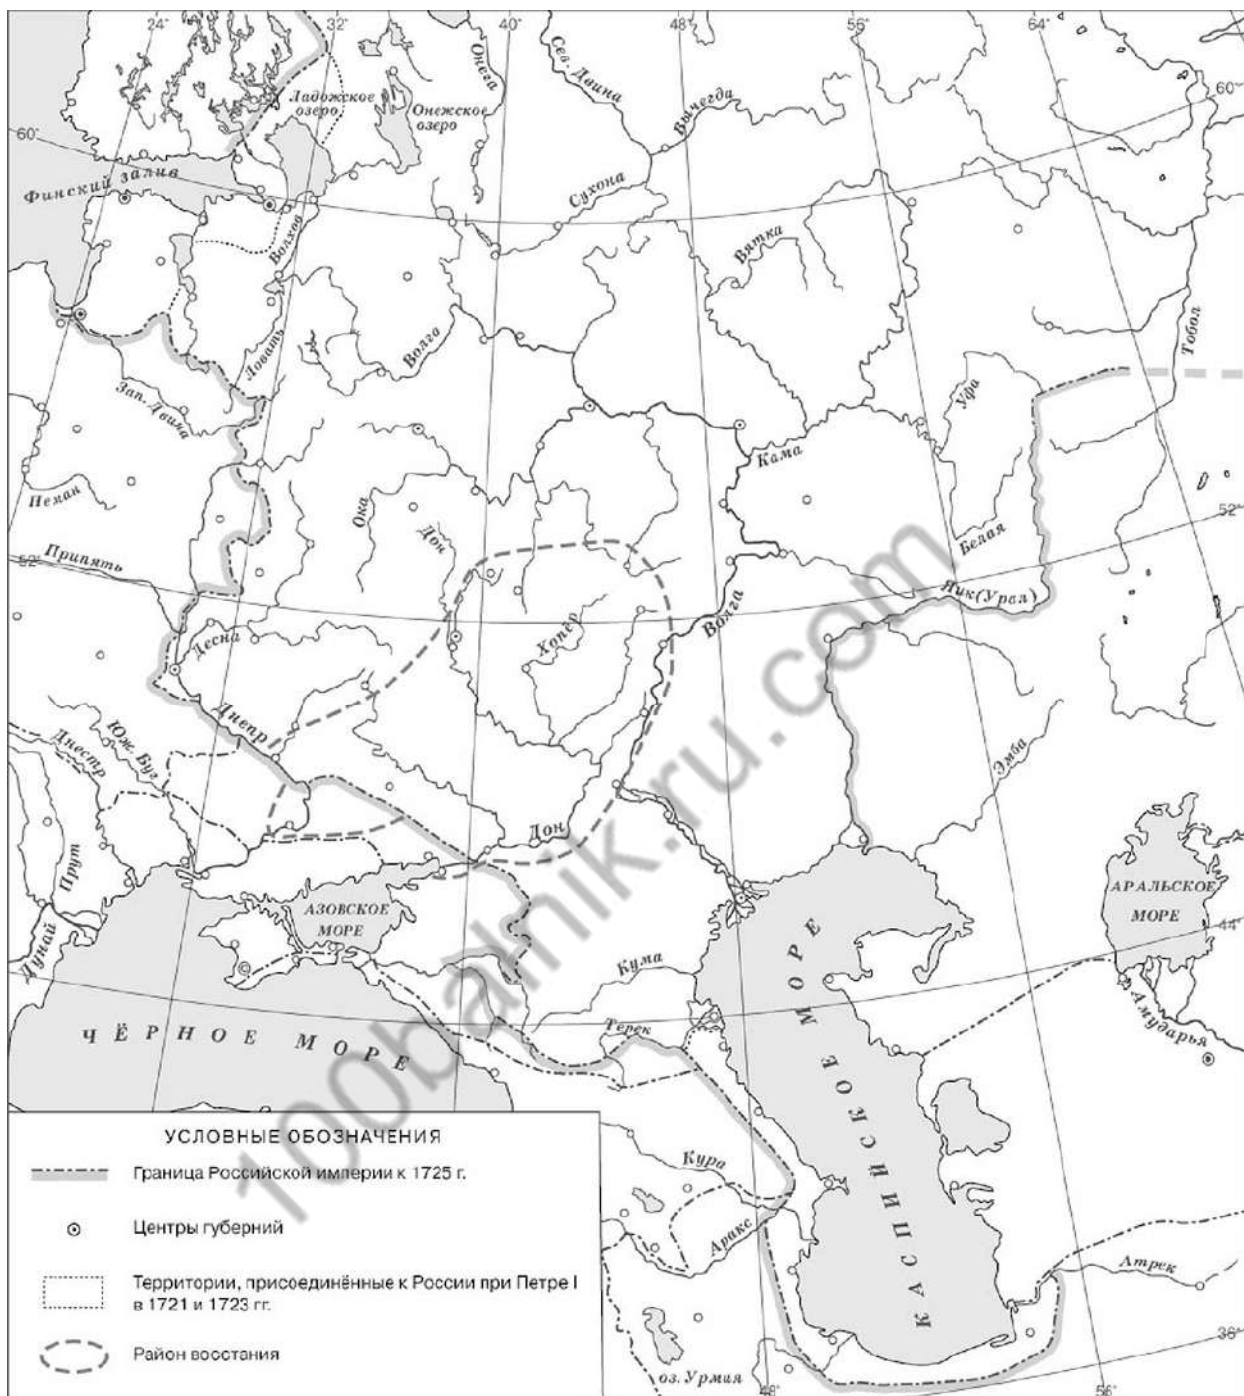 24°
32°
40°
48°
56°
64°
60°
Онега
Сев. Двина
Вычегда
Ладожское
озеро
Онежское
озеро
60°
Финский залив
Сухона
Волхов
Вятка
Тобол
Ловать
Волга
Зап. Двина
Уфа
Кама
Неман
Ока
Дон
52°
Белая
52°
Припять
Яик (Урал)
Десна
Хопёр
Волга
Днепр
Днестр
Юж. Буг
Эмба
Дон
Прут
АРАЛЬСКОЕ
МОРЕ
АЗОВСКОЕ
МОРЕ
44°
Дунай
Кума
Амударья
ЧЁРНОЕ МОРЕ
Терек
КАСПИЙСКОЕ МОРЕ
100balnik.ru.com
Кура
Аракс
Атрек
36°
оз. Урмия
48°
56°
УСЛОВНЫЕ ОБОЗНАЧЕНИЯ
Граница Российской империи к 1725 г.
Центры губерний
Территории, присоединённые к России при Петре I
в 1721 и 1723 гг.
Район восстания